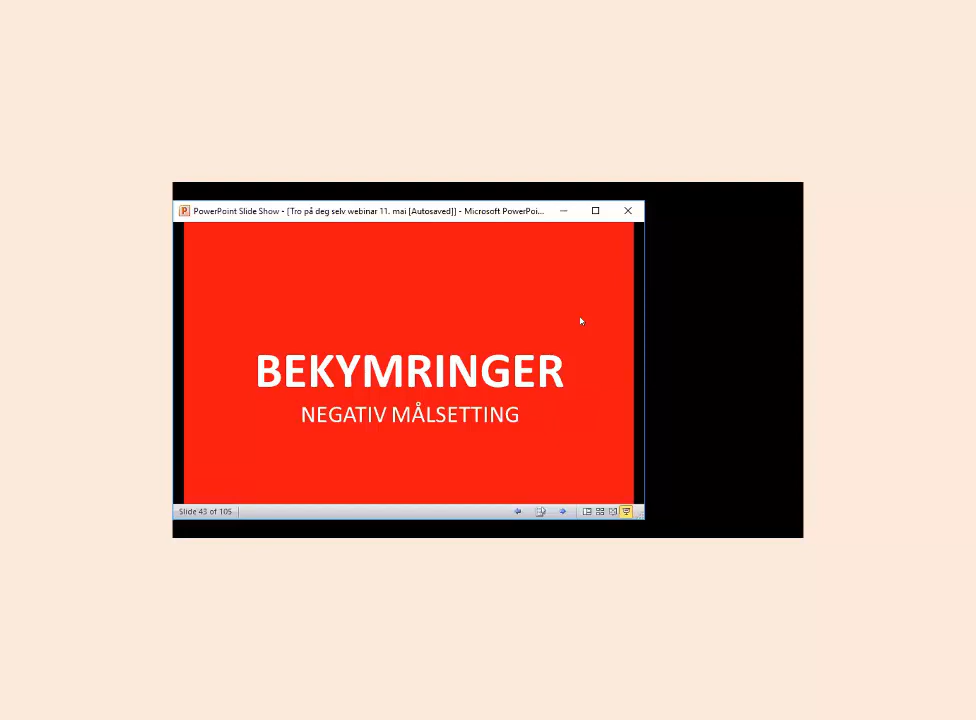 PowerPoint Slide Show - [Tro på deg selv webinar 11. mai [Autosaved]] - Microsoft PowerPoi...
BEKYMRINGER
NEGATIV MÅLSETTING
Slide 43 of 105